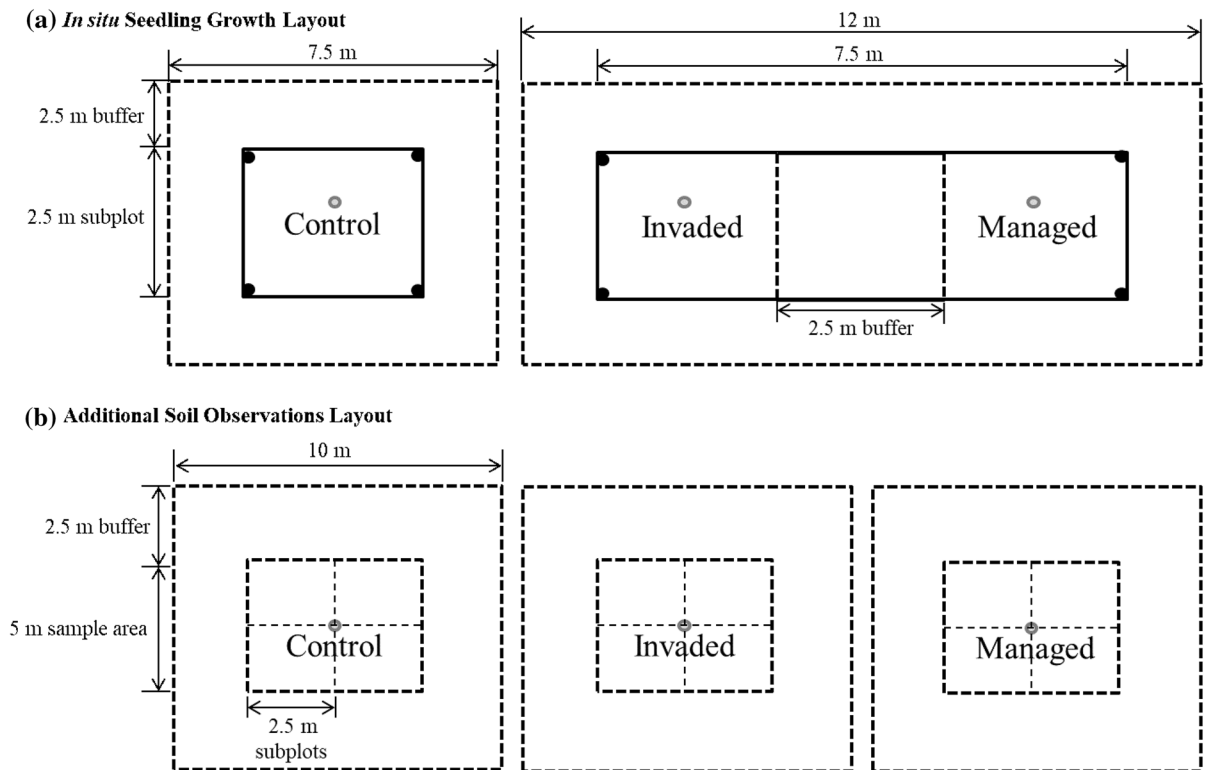 (a) In situ Seedling Growth Layout
12 m
7.5 m
7.5 m
2.5 m buffer
2.5 m subplot
Control
Invaded
Managed
2.5 m buffer
(b) Additional Soil Observations Layout
10 m
2.5 m buffer
5 m sample area
Control
Invaded
Managed
2.5 m
subplots